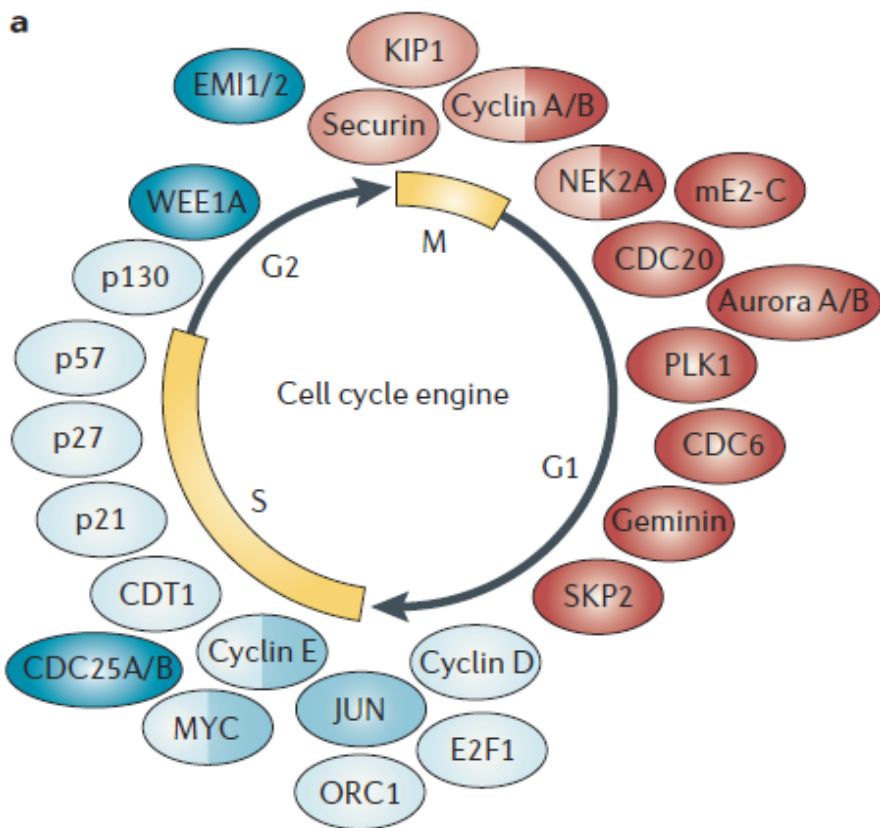 a
KIP1
EMI1/2
Cyclin A/B
Securin
NEK2A
mE2-C
WEE1A
M
G2
CDC20
p130
Aurora A/B
p57
PLK1
Cell cycle engine
p27
CDC6
G1
S
p21
Geminin
CDT1
SKP2
Cyclin E
Cyclin D
CDC25A/B
JUN
MYC
E2F1
ORC1